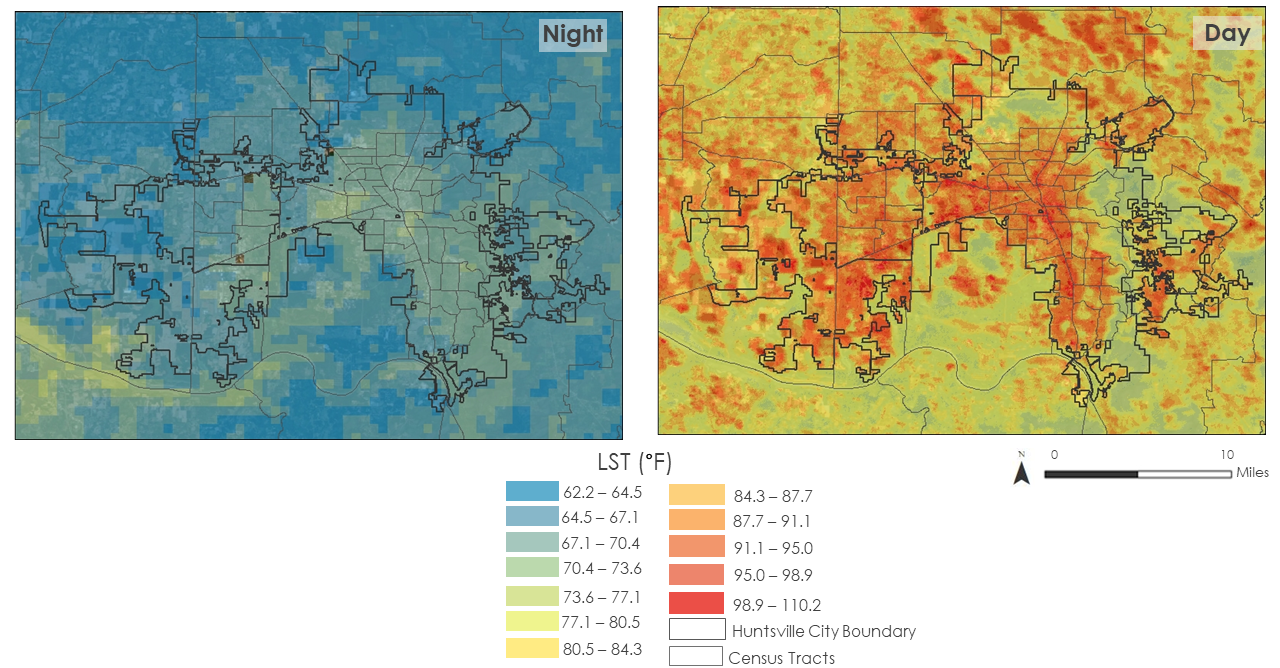 Night
Day
LST (°F)
N
0
10
Miles
62.2 – 64.5
64.5 – 67.1
67.1 – 70.4
70.4 – 73.6
73.6 – 77.1
77.1 – 80.5
80.5 – 84.3
84.3 – 87.7
87.7 – 91.1
91.1 – 95.0
95.0 – 98.9
98.9 – 110.2
Huntsville City Boundary
Census Tracts